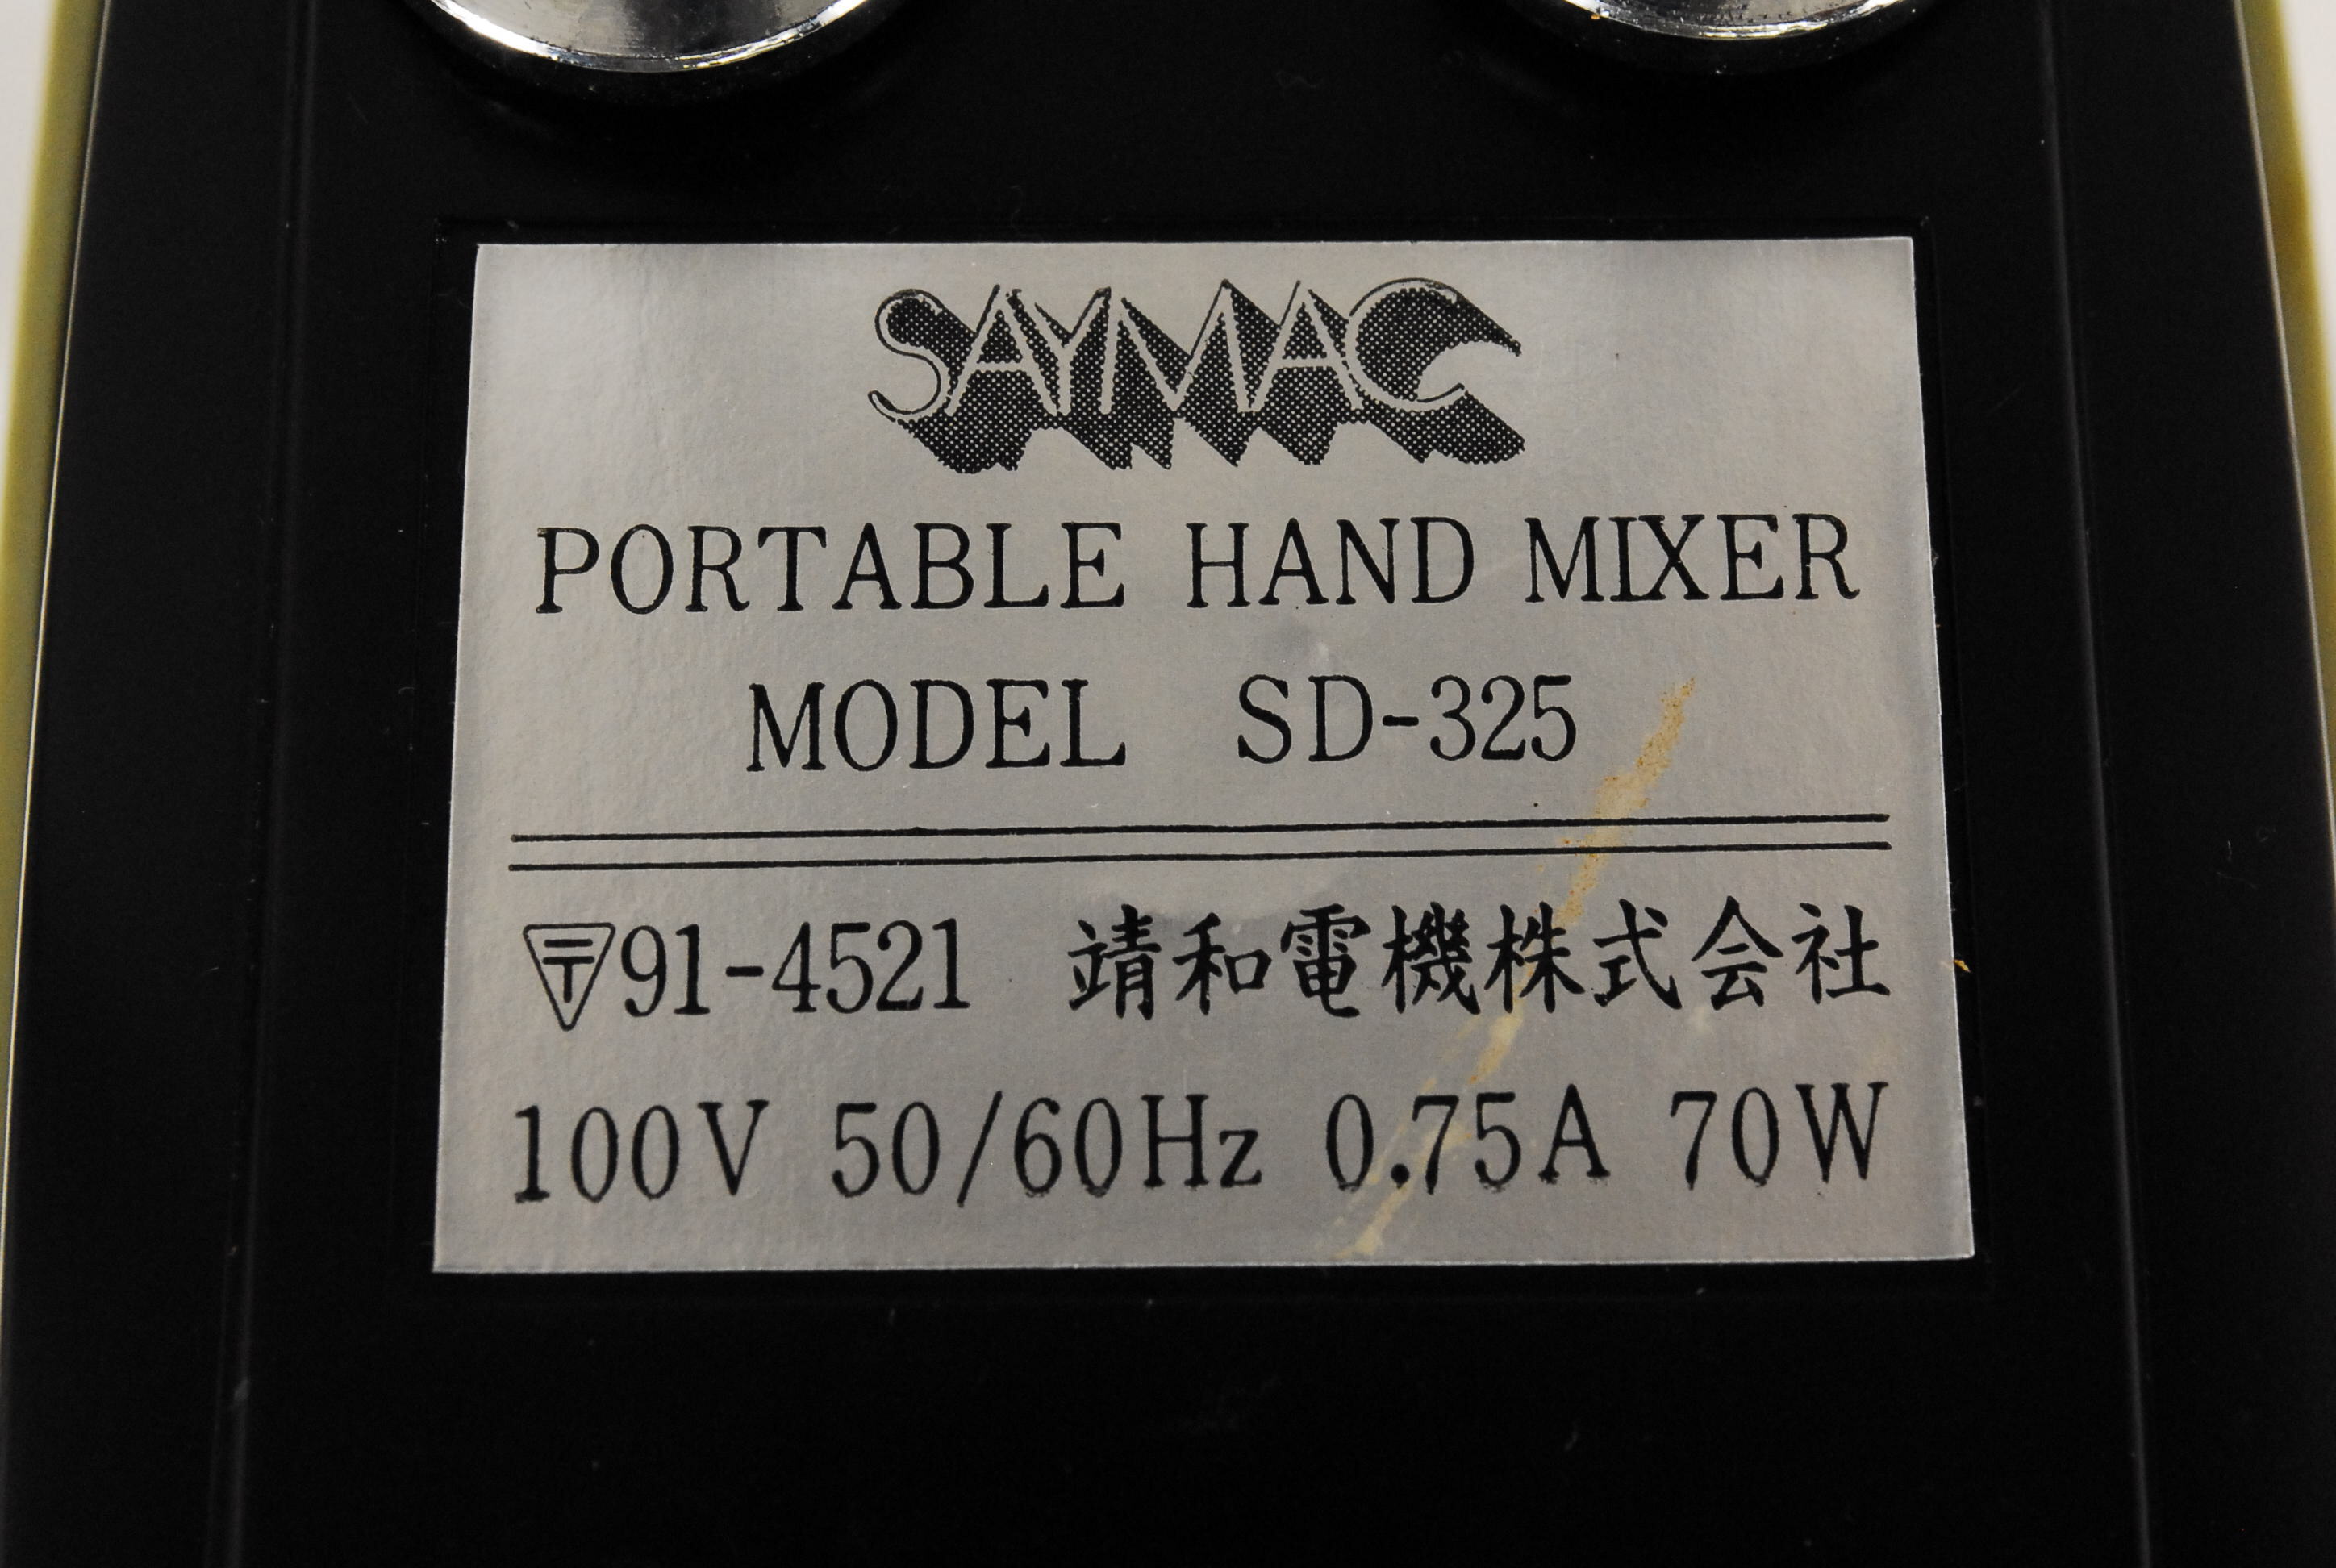 SAYMAC
PORTABLE HAND MIXER
MODEL SD-325
〒91-4521 靖和電機株式会社
100V 50/60Hz 0.75A 70W